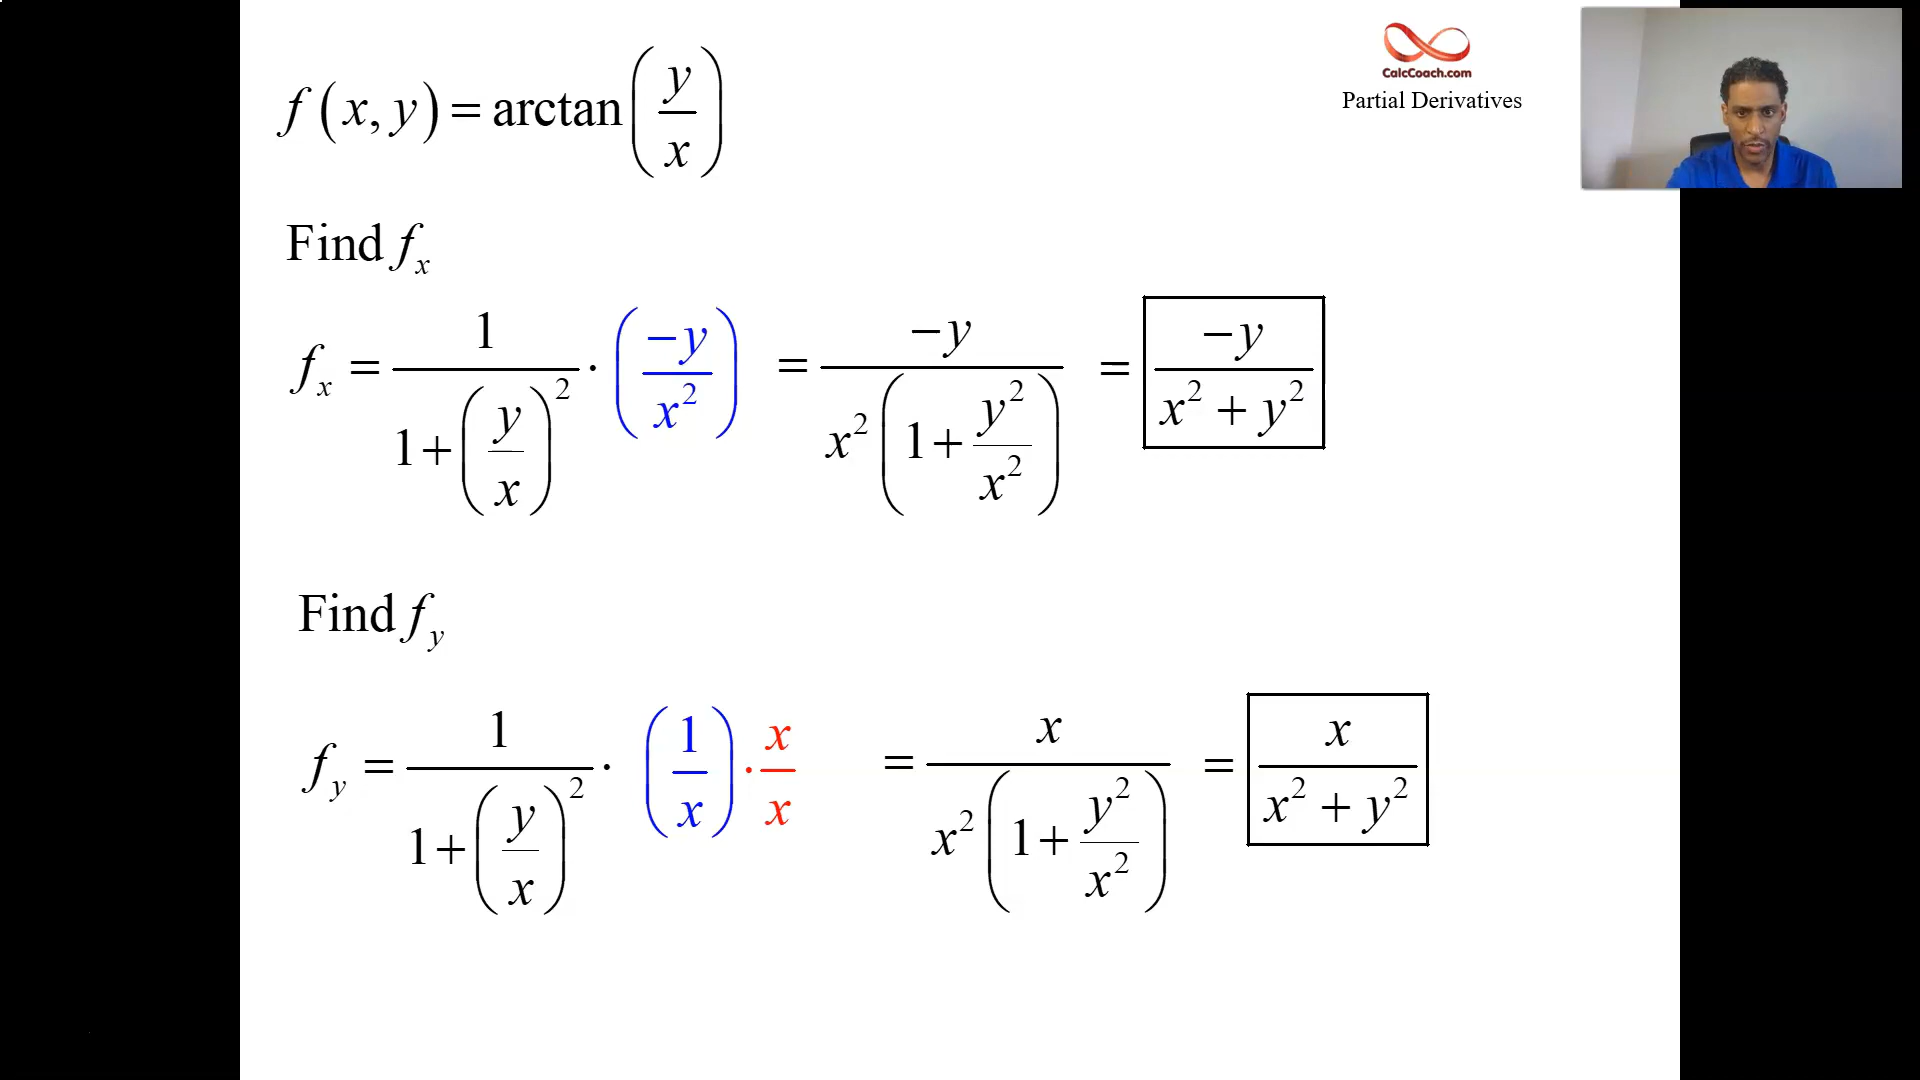 f(x, y) = arctan(y/x)
CalcCoach.com
Partial Derivatives
Find f_x
f_x = 1/(1+(y/x)^2) · (−y/x^2) = −y/(x^2(1+y^2/x^2)) = −y/(x^2+y^2)
Find f_y
f_y = 1/(1+(y/x)^2) · (1/x) · x/x = x/(x^2(1+y^2/x^2)) = x/(x^2+y^2)